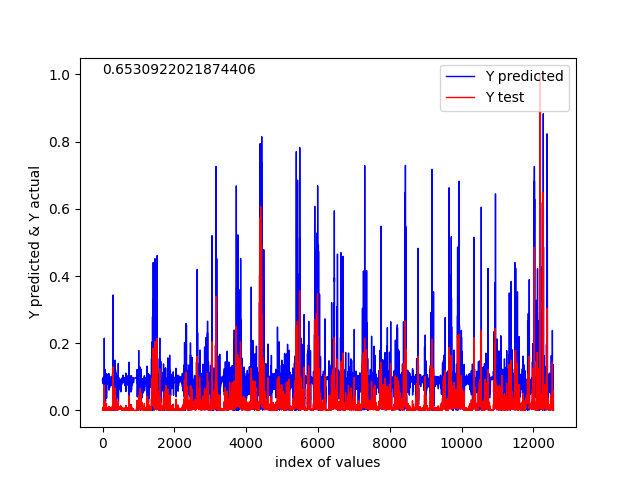 0.6530922021874406
Y predicted
Y test
1.0
0.8
0.6
0.4
0.2
0.0
Y predicted & Y actual
0 2000 4000 6000 8000 10000 12000
index of values